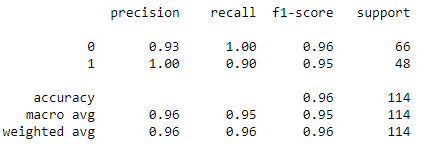 precision recall f1-score support
0 0.93 1.00 0.96 66
1 1.00 0.90 0.95 48
accuracy 0.96 114
macro avg 0.96 0.95 0.95 114
weighted avg 0.96 0.96 0.96 114